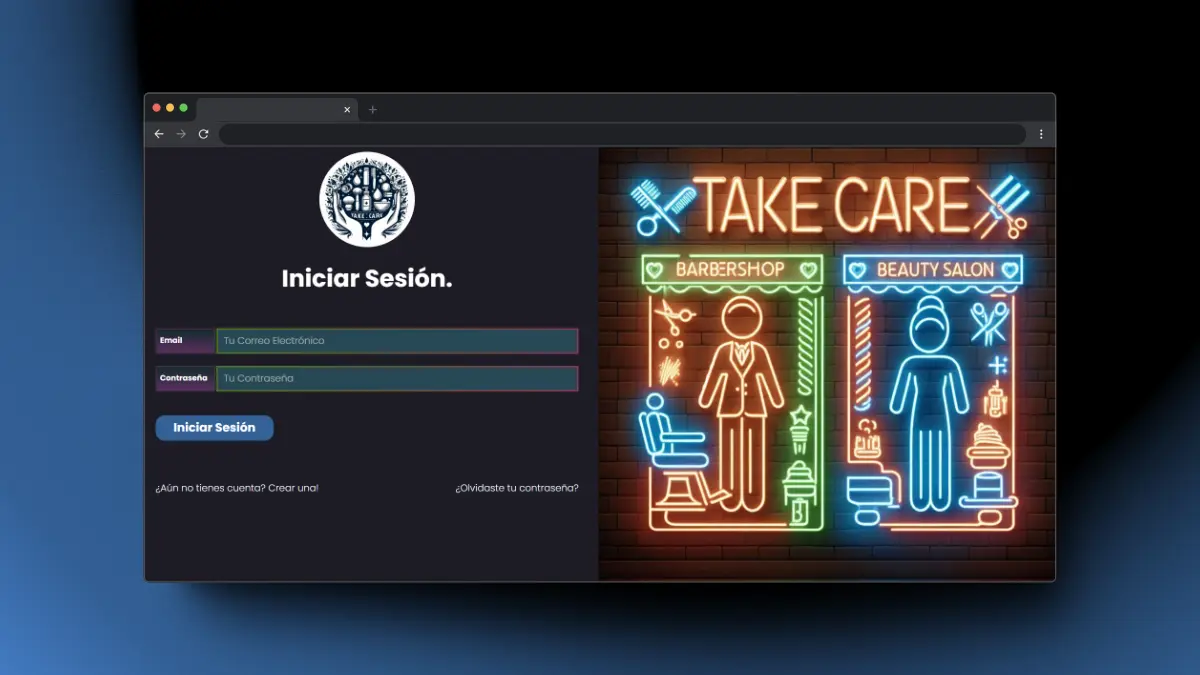 TAKE CARE
Iniciar Sesión.
Email
Tu Correo Electrónico
Contraseña
Tu Contraseña
Iniciar Sesión
¿Aún no tienes cuenta? Crear una!
¿Olvidaste tu contraseña?
TAKE CARE
BARBERSHOP
BEAUTY SALON